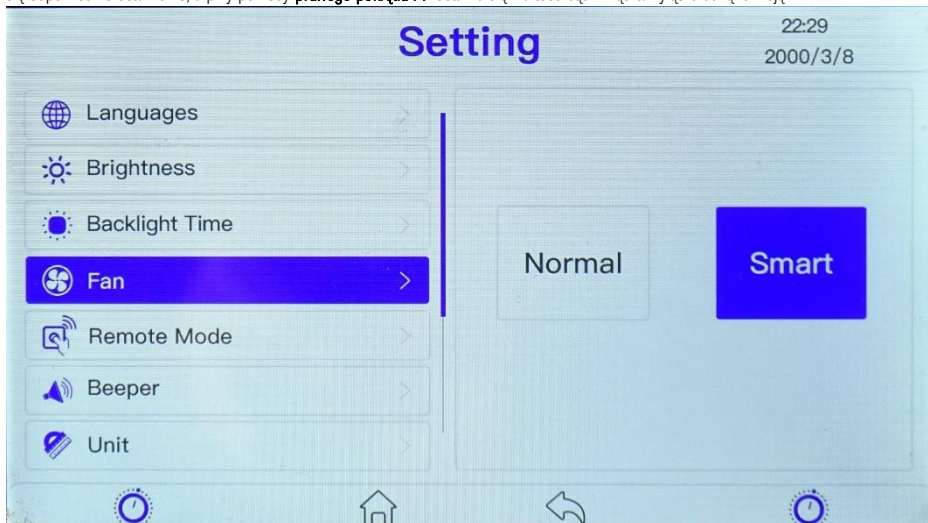 Setting
22:29
2000/3/8
Languages
Brightness
Backlight Time
Fan
Remote Mode
Beeper
Unit
Normal
Smart